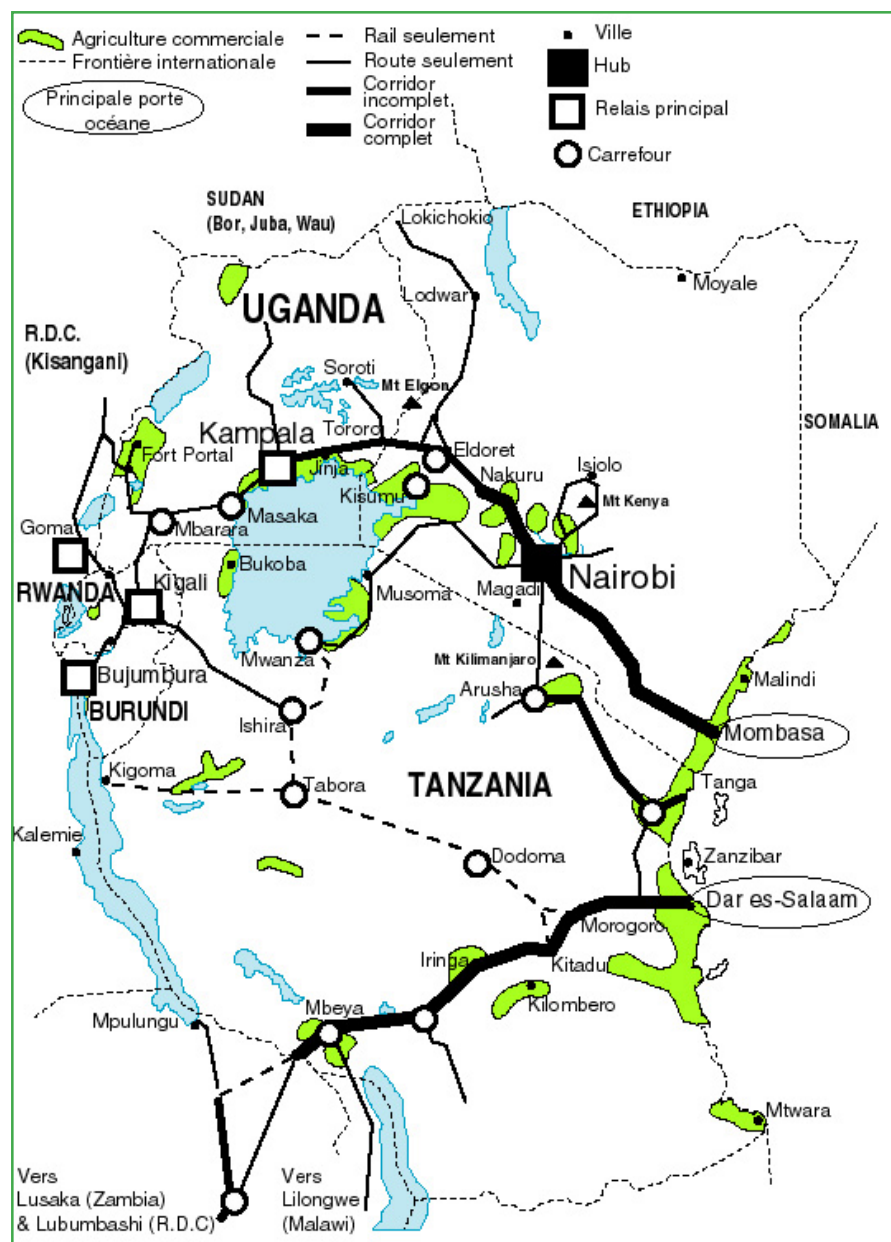 Agriculture commerciale
Frontière internationale
Principale porte
océane
Rail seulement
Route seulement
Corridor
incomplet
Corridor
complet
Ville
Hub
Relais principal
Carrefour
SUDAN
(Bor, Juba, Wau)
Lokichokio
ETHIOPIA
Moyale
Lodwar
UGANDA
R.D.C.
(Kisangani)
Soroti
Mt Elgon
SOMALIA
Tororo
Kampala
Fort Portal
Jinja
Eldoret
Isiolo
Nakuru
Kisumu
Mt Kenya
Masaka
Mbarara
Goma
Bukoba
Nairobi
RWANDA
Kigali
Musoma
Magadi
Mwanza
Mt Kilimanjaro
Malindi
Bujumbura
Arusha
BURUNDI
Ishira
Mombasa
Kigoma
Tabora
TANZANIA
Tanga
Kalemie
Dodoma
Zanzibar
Dar es-Salaam
Morogoro
Iringa
Kitadu
Mbeya
Kilombero
Mpulungu
Mtwara
Vers
Lusaka (Zambia)
& Lubumbashi (R.D.C)
Vers
Lilongwe
(Malawi)